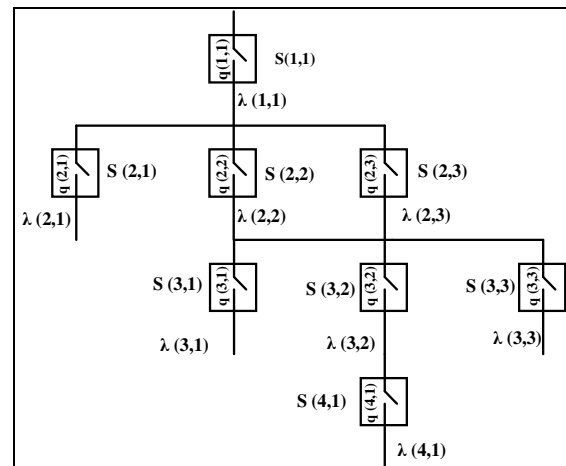 q(1,1) S(1,1)
λ (1,1)
q (2,1) S (2,1) q (2,2) S (2,2) q (2,3) S (2,3)
λ (2,1) λ (2,2) λ (2,3)
S (3,1) q (3,1) S (3,2) q (3,2) S (3,3) q (3,3)
λ (3,1) λ (3,2) λ (3,3)
S (4,1) q (4,1)
λ (4,1)